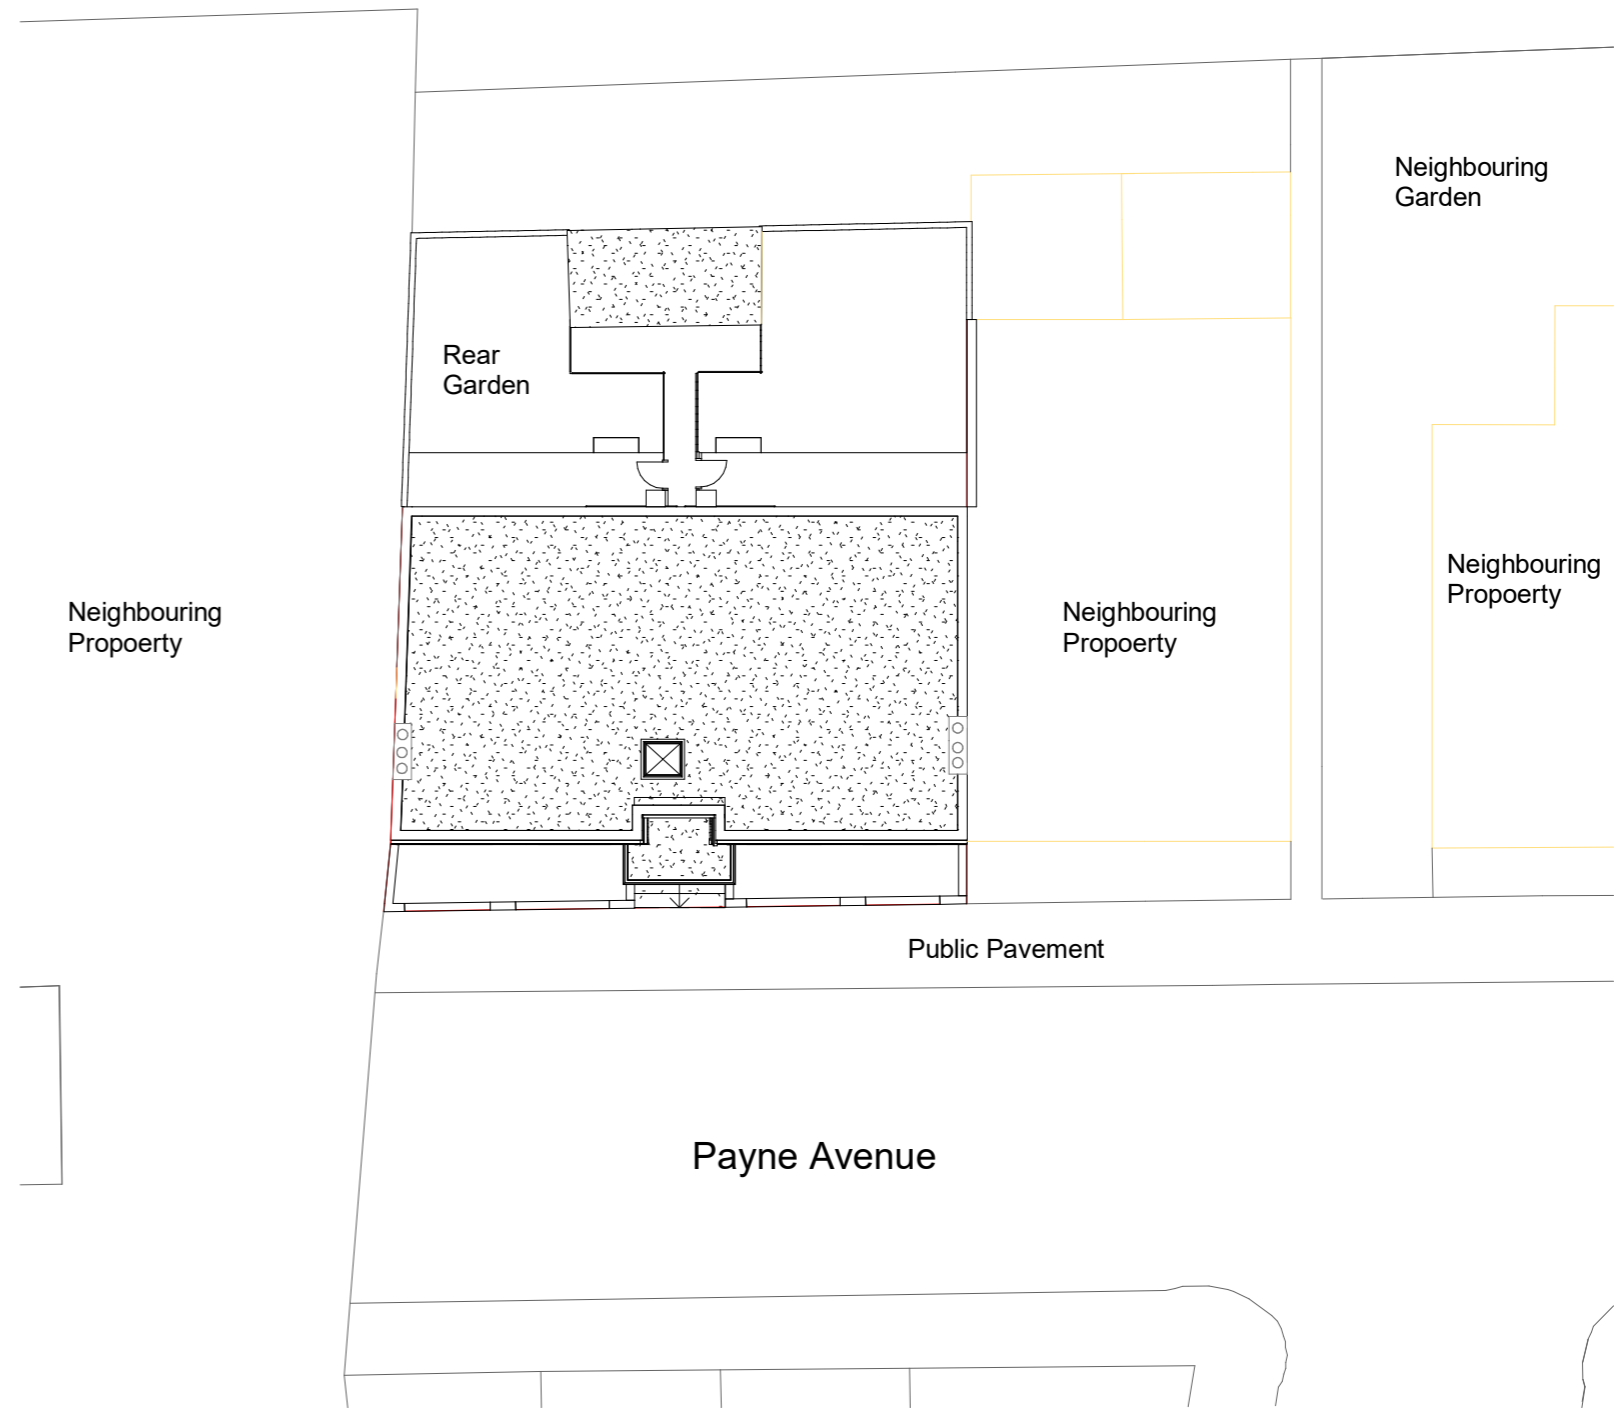 Neighbouring
Garden
Rear
Garden
Neighbouring
Propoerty
Neighbouring
Propoerty
Neighbouring
Propoerty
Public Pavement
Payne Avenue